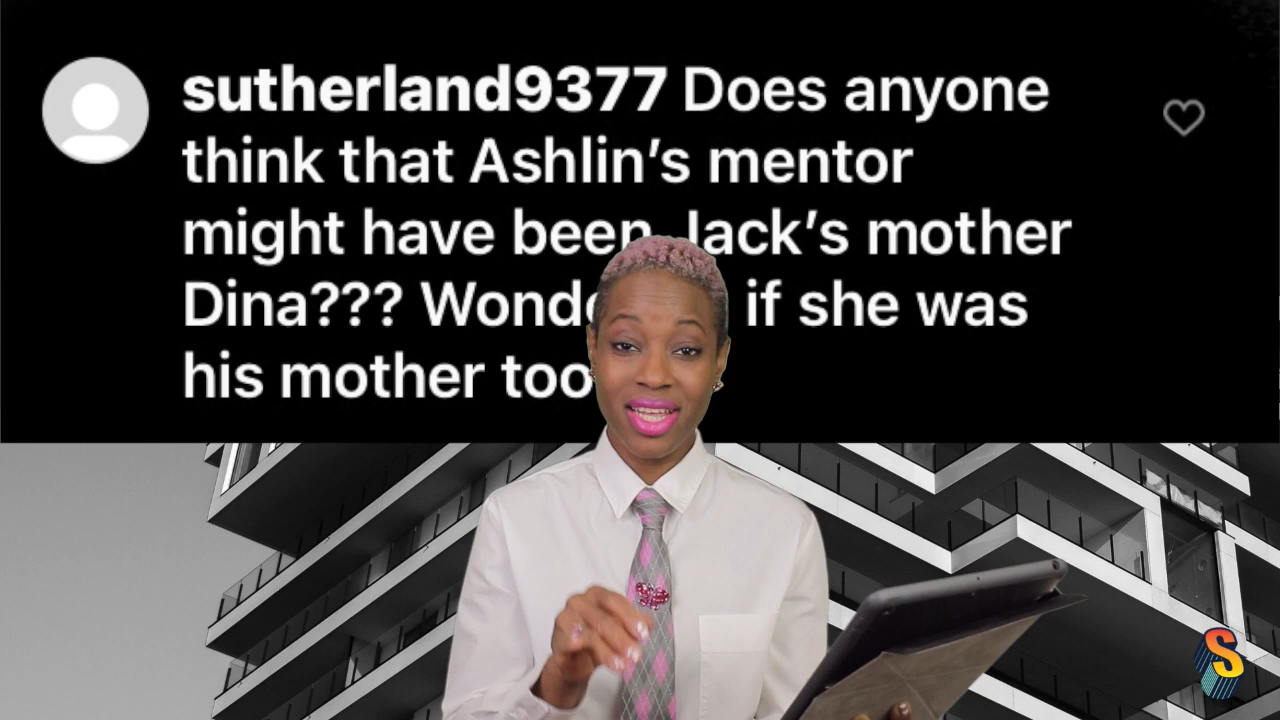 sutherland9377 Does anyone
think that Ashlin’s mentor
might have been Jack’s mother
Dina??? if she was
his mother too
S